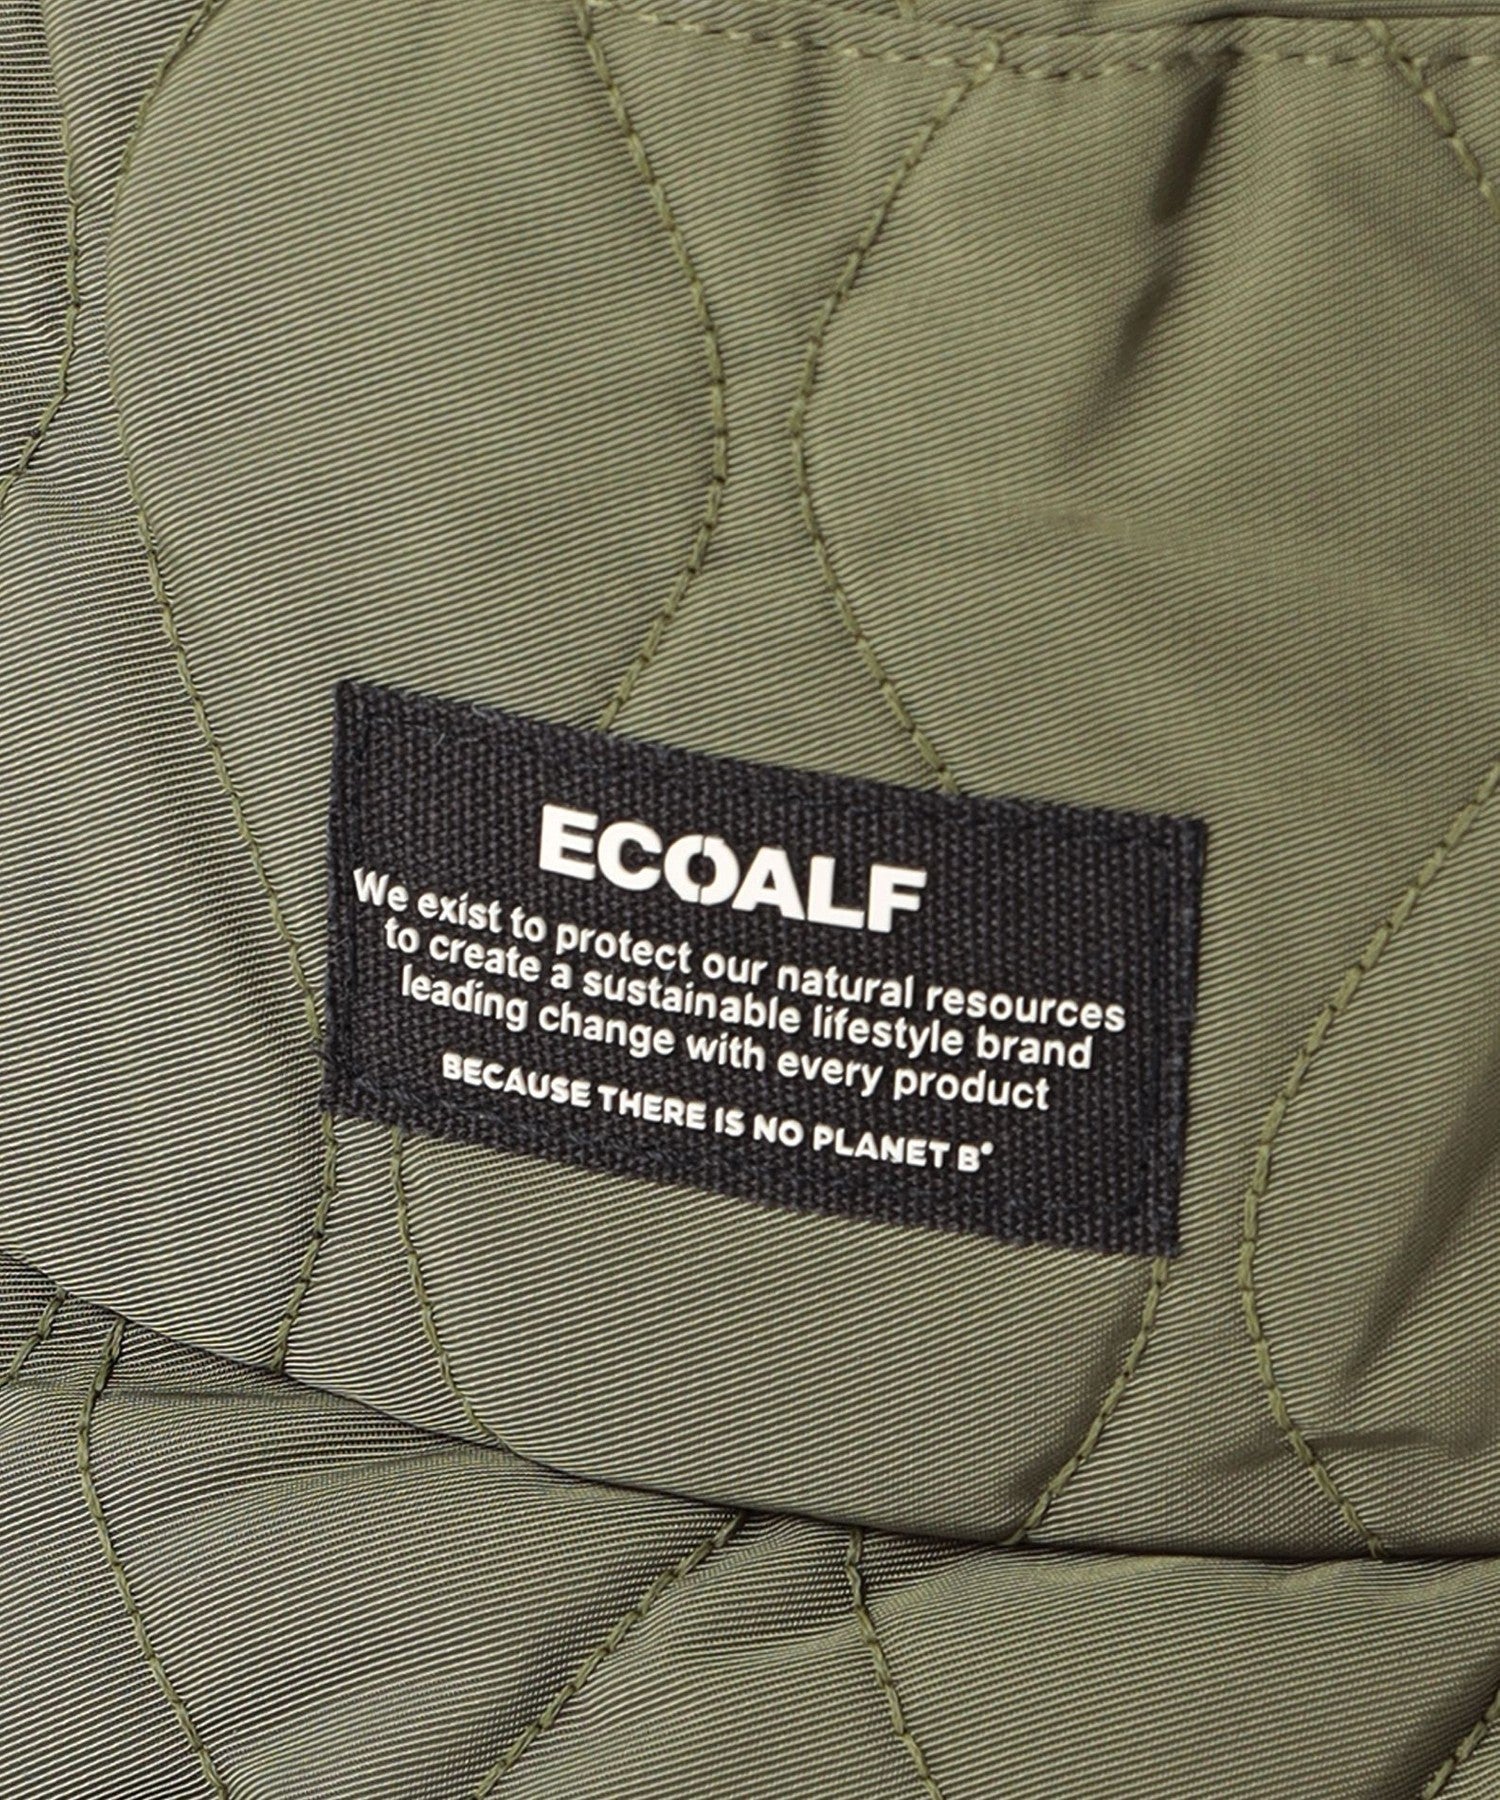 ECOALF
We exist to protect our natural resources
to create a sustainable lifestyle brand
leading change with every product
BECAUSE THERE IS NO PLANET B®